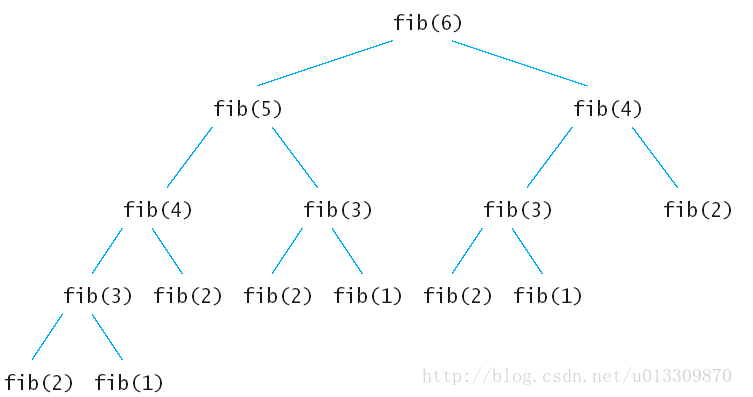 fib(6)
fib(5) fib(4)
fib(4) fib(3) fib(3) fib(2)
fib(3) fib(2) fib(2) fib(1) fib(2) fib(1)
fib(2) fib(1)
http://blog.csdn.net/u013309870